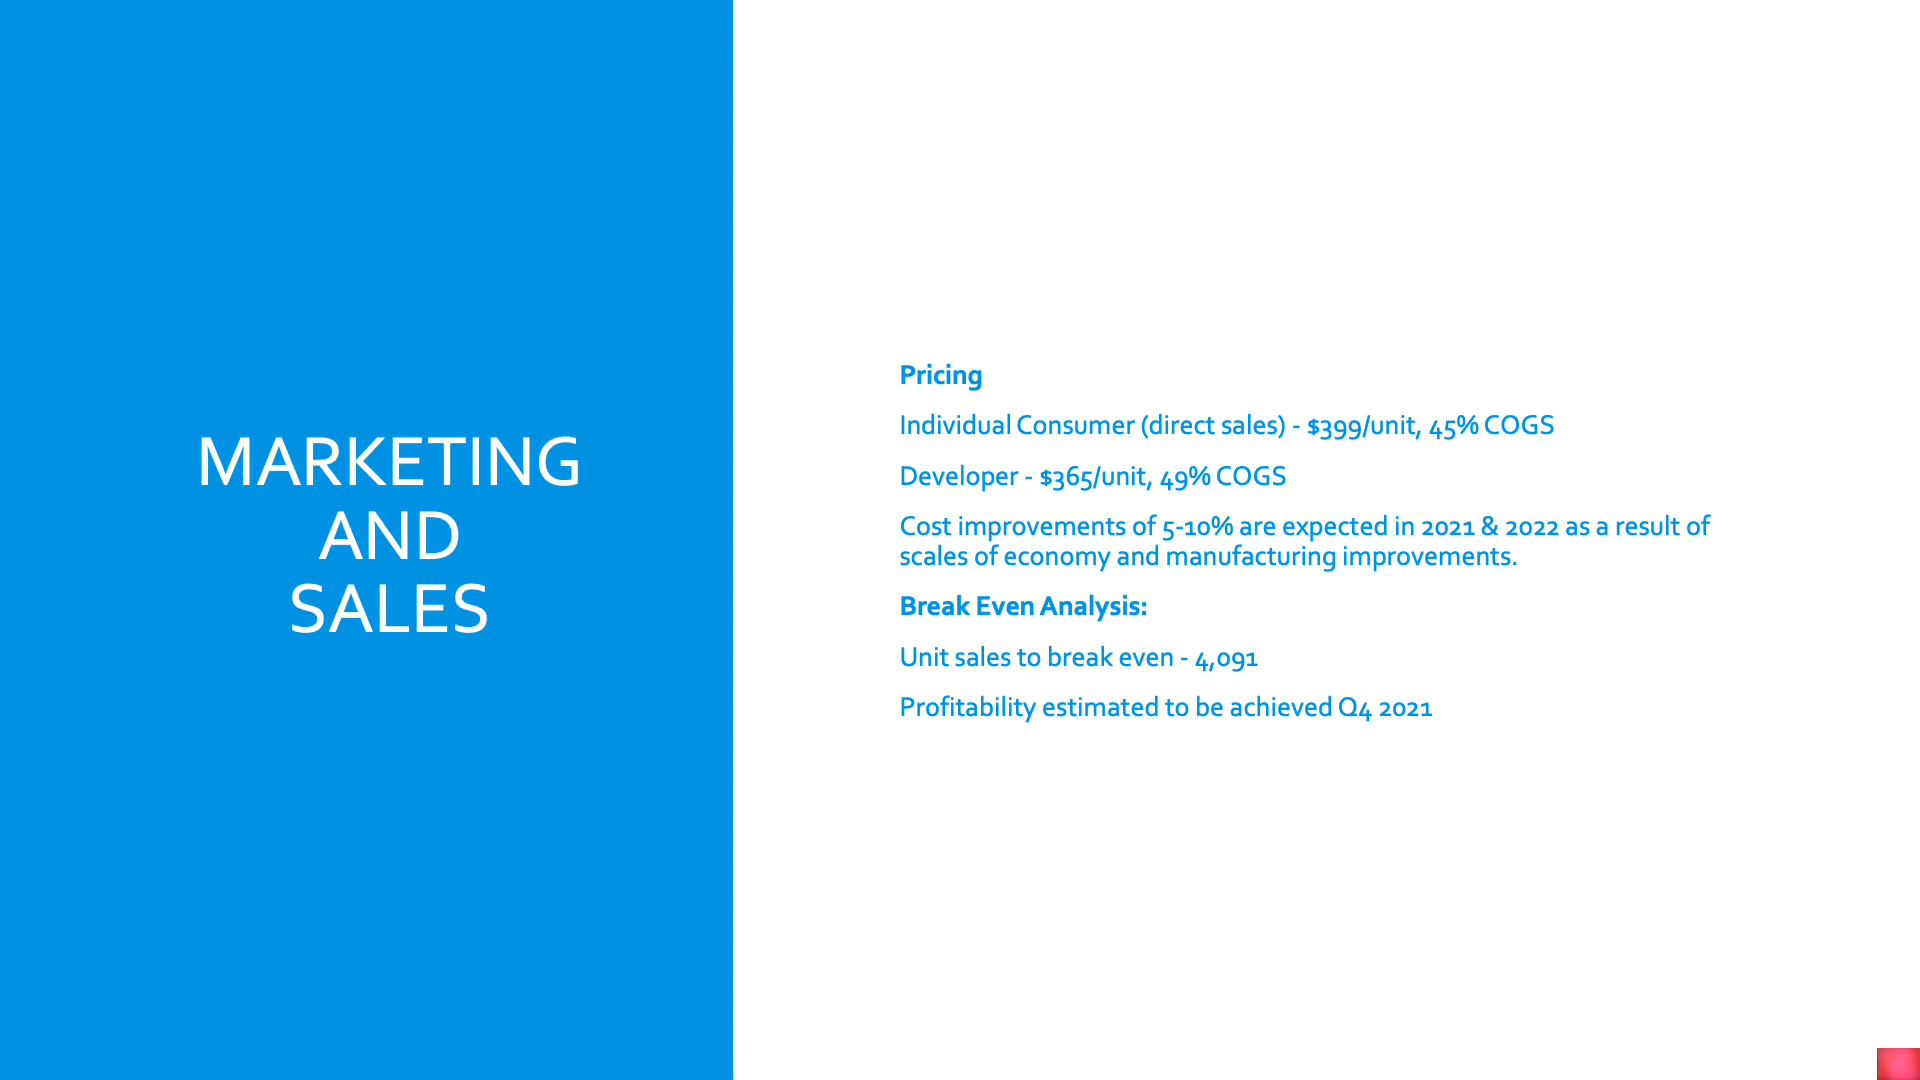 MARKETING
AND
SALES
Pricing
Individual Consumer (direct sales) - $399/unit, 45% COGS
Developer - $365/unit, 49% COGS
Cost improvements of 5-10% are expected in 2021 & 2022 as a result of
scales of economy and manufacturing improvements.
Break Even Analysis:
Unit sales to break even - 4,091
Profitability estimated to be achieved Q4 2021